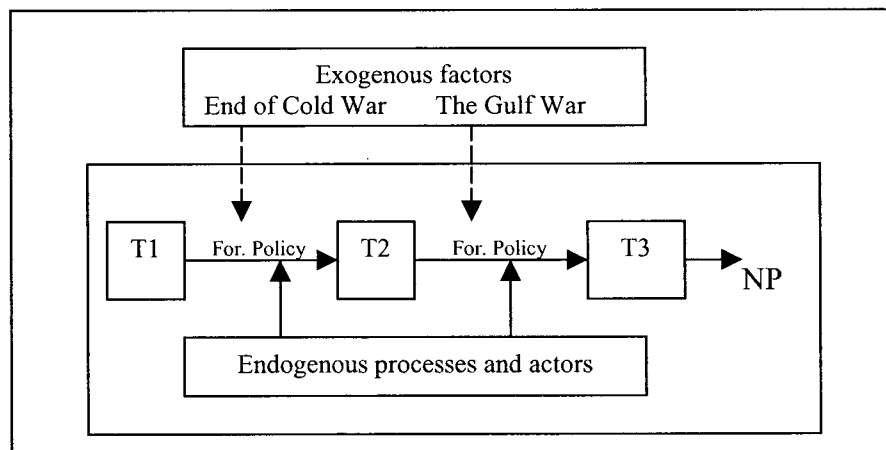 Exogenous factors
End of Cold War The Gulf War
T1 For. Policy T2 For. Policy T3
NP
Endogenous processes and actors